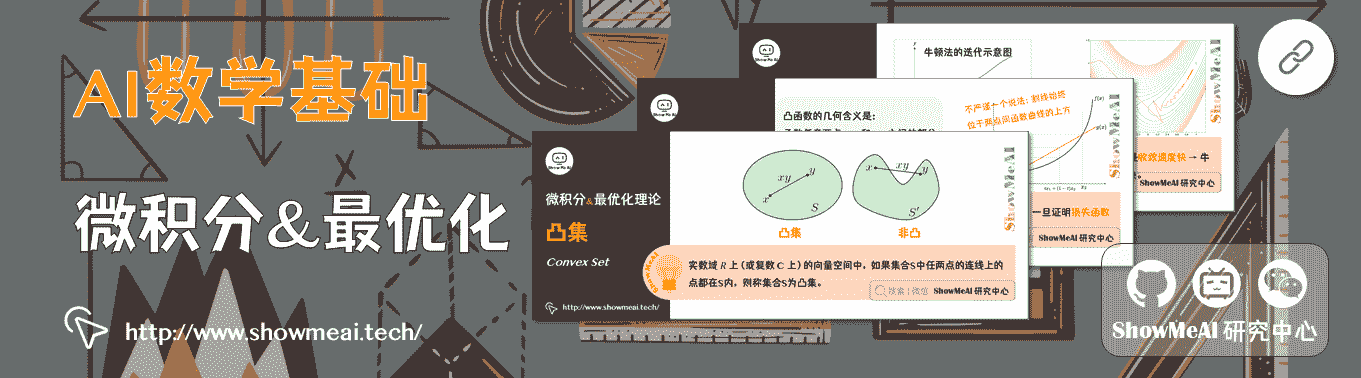 AI数学基础
微积分&最优化
http://www.showmeai.tech/
ShowMeAI
微积分&最优化理论
凸集
Convex Set
http://www.showmeai.tech/
xy
x
y
S
凸集
x
xy
y
S′
非凸
ShowMeAI
实数域 R 上(或复数 C 上)的向量空间中,如果集合S中任两点的连线上的
点都在S内,则称集合S为凸集。
搜索 | 微信 ShowMeAI 研究中心
ShowMeAI
凸函数的几何含义是:
不严谨一个说法:割线始终
位于两点间函数曲线的上方
f(x)
g(x)
一旦证明损失函数
ShowMeAI 研究中心
ShowMeAI
牛顿法的迭代示意图
收敛速度快 → 牛
ShowMeAI 研究中心
ShowMeAI 研究中心